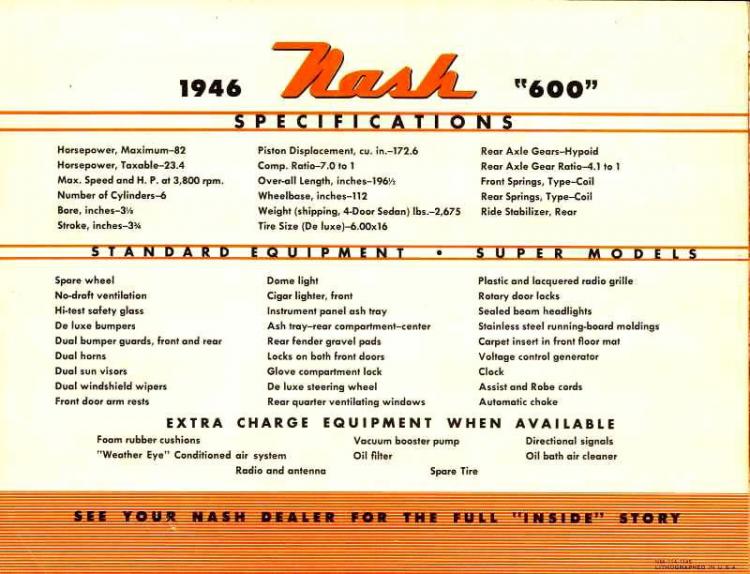 1946 Nash "600"
SPECIFICATIONS
Horsepower, Maximum–82
Horsepower, Taxable–23.4
Max. Speed and H. P. at 3,800 rpm.
Number of Cylinders–6
Bore, inches–3⅛
Stroke, inches–3¾
Piston Displacement, cu. in.–172.6
Comp. Ratio–7.0 to 1
Over-all Length, inches–196½
Wheelbase, inches–112
Weight (shipping, 4-Door Sedan) lbs.–2,675
Tire Size (De luxe)–6.00x16
Rear Axle Gears–Hypoid
Rear Axle Gear Ratio–4.1 to 1
Front Springs, Type–Coil
Rear Springs, Type–Coil
Ride Stabilizer, Rear
STANDARD EQUIPMENT • SUPER MODELS
Spare wheel
No-draft ventilation
Hi-test safety glass
De luxe bumpers
Dual bumper guards, front and rear
Dual horns
Dual sun visors
Dual windshield wipers
Front door arm rests
Dome light
Cigar lighter, front
Instrument panel ash tray
Ash tray–rear compartment–center
Rear fender gravel pads
Locks on both front doors
Glove compartment lock
De luxe steering wheel
Rear quarter ventilating windows
Plastic and lacquered radio grille
Rotary door locks
Sealed beam headlights
Stainless steel running-board moldings
Carpet insert in front floor mat
Voltage control generator
Clock
Assist and Robe cords
Automatic choke
EXTRA CHARGE EQUIPMENT WHEN AVAILABLE
Foam rubber cushions
Vacuum booster pump
Directional signals
"Weather Eye" Conditioned air system
Oil filter
Oil bath air cleaner
Radio and antenna
Spare Tire
SEE YOUR NASH DEALER FOR THE FULL "INSIDE" STORY
LITHOGRAPHED IN U.S.A.